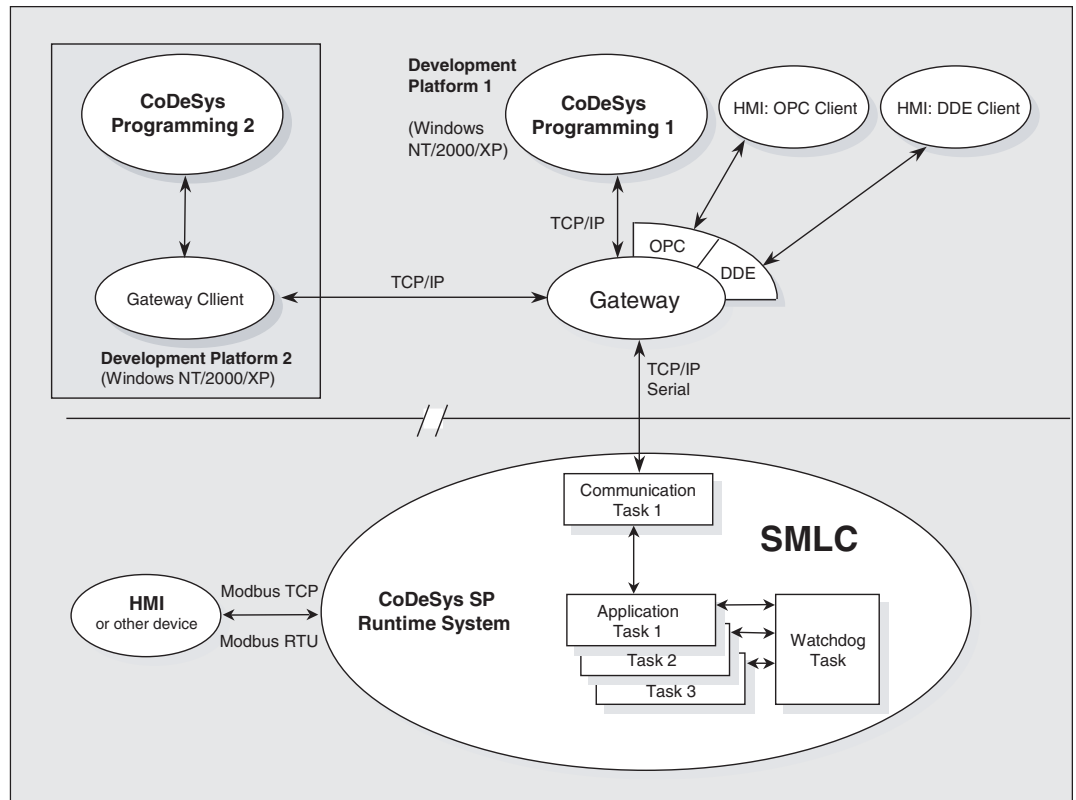 CoDeSys
Programming 2
Development
Platform 1
(Windows
NT/2000/XP)
CoDeSys
Programming 1
HMI: OPC Client
HMI: DDE Client
TCP/IP
OPC
DDE
Gateway Cllient
TCP/IP
Gateway
Development Platform 2
(Windows NT/2000/XP)
TCP/IP
Serial
Communication
Task 1
SMLC
HMI
or other device
Modbus TCP
Modbus RTU
CoDeSys SP
Runtime System
Application
Task 1
Task 2
Task 3
Watchdog
Task